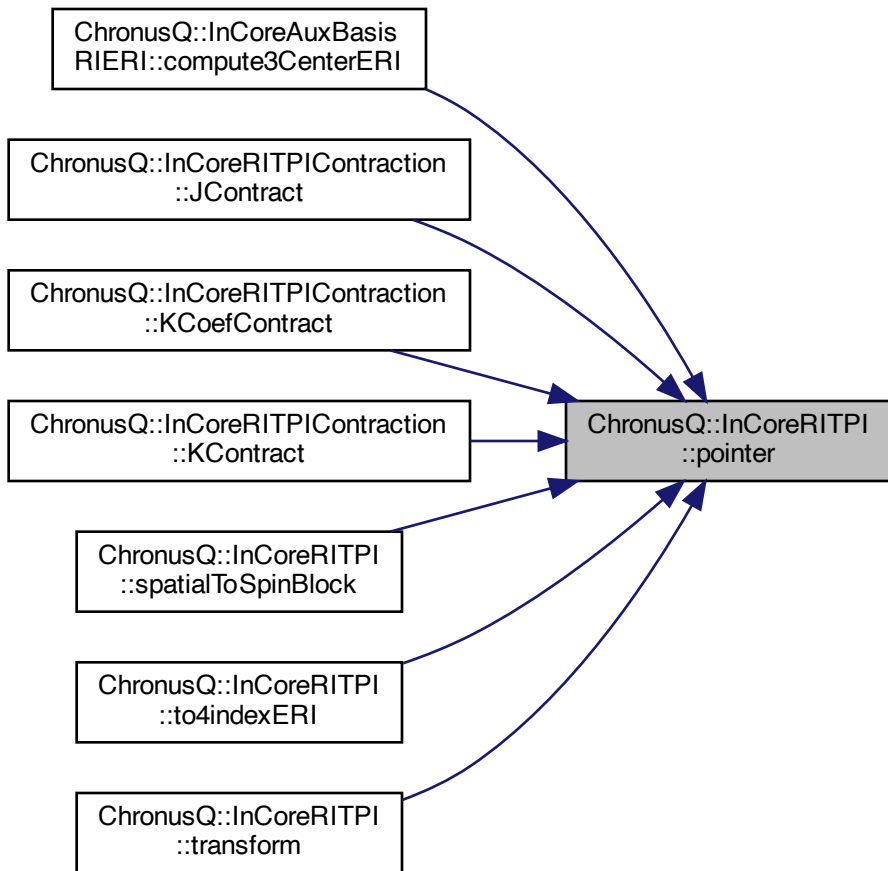 ChronusQ::InCoreAuxBasis
RIERI::compute3CenterERI
ChronusQ::InCoreRITPIContraction
::JContract
ChronusQ::InCoreRITPIContraction
::KCoefContract
ChronusQ::InCoreRITPIContraction
::KContract
ChronusQ::InCoreRITPI
::pointer
ChronusQ::InCoreRITPI
::spatialToSpinBlock
ChronusQ::InCoreRITPI
::to4indexERI
ChronusQ::InCoreRITPI
::transform